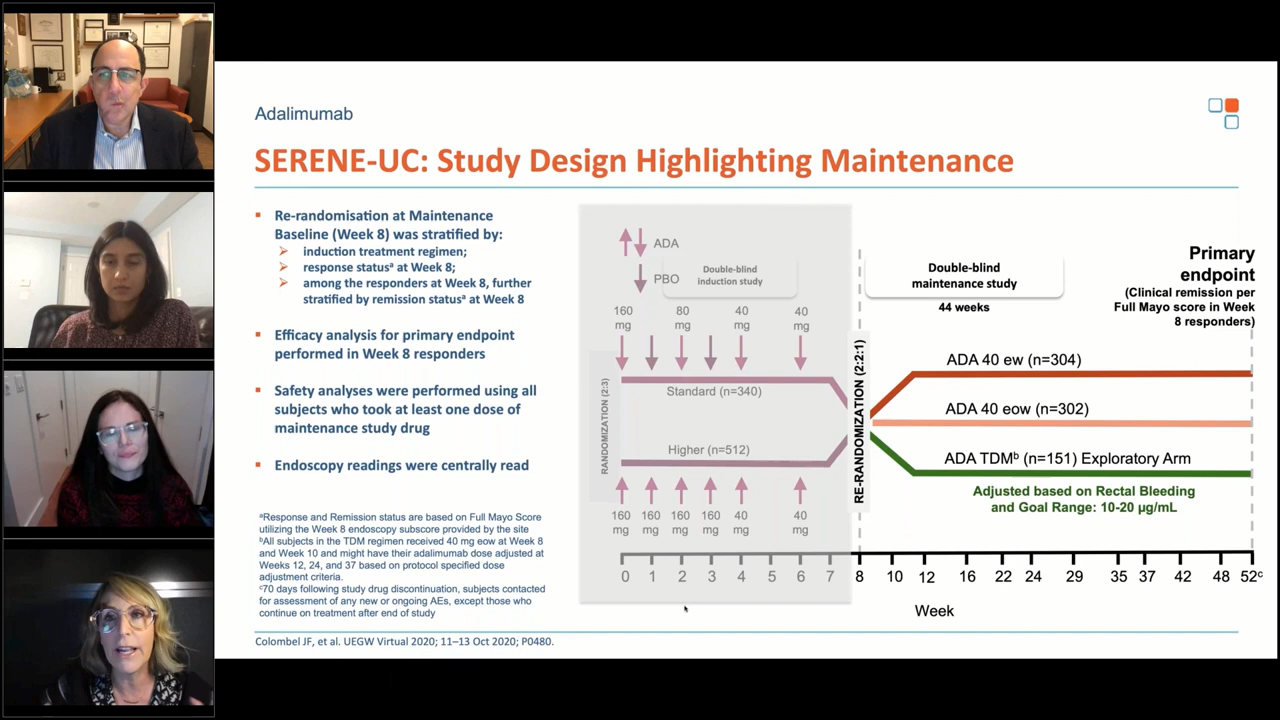 Adalimumab
SERENE-UC: Study Design Highlighting Maintenance
▪ Re-randomisation at Maintenance
Baseline (Week 8) was stratified by:
➢ induction treatment regimen;
➢ response statusᵃ at Week 8;
➢ among the responders at Week 8, further
stratified by remission statusᵃ at Week 8
▪ Efficacy analysis for primary endpoint
performed in Week 8 responders
▪ Safety analyses were performed using all
subjects who took at least one dose of
maintenance study drug
▪ Endoscopy readings were centrally read
ᵃResponse and Remission status are based on Full Mayo Score
utilizing the Week 8 endoscopy subscore provided by the site
ᵇAll subjects in the TDM regimen received 40 mg eow at Week 8
and Week 10 and might have their adalimumab dose adjusted at
Weeks 12, 24, and 37 based on protocol specified dose
adjustment criteria.
ᶜ70 days following study drug discontinuation, subjects contacted
for assessment of any new or ongoing AEs, except those who
continue on treatment after end of study
ADA
PBO
Double-blind
induction study
160 80 40 40
mg mg mg mg
RANDOMIZATION (2:3)
Standard (n=340)
Higher (n=512)
160 160 160 160 40 40
mg mg mg mg mg mg
RE-RANDOMIZATION (2:2:1)
Double-blind
maintenance study
44 weeks
Primary
endpoint
(Clinical remission per
Full Mayo score in Week
8 responders)
ADA 40 ew (n=304)
ADA 40 eow (n=302)
ADA TDMᵇ (n=151) Exploratory Arm
Adjusted based on Rectal Bleeding
and Goal Range: 10-20 µg/mL
0 1 2 3 4 5 6 7 8 10 12 16 22 24 29 35 37 42 48 52ᶜ
Week
Colombel JF, et al. UEGW Virtual 2020; 11–13 Oct 2020; P0480.